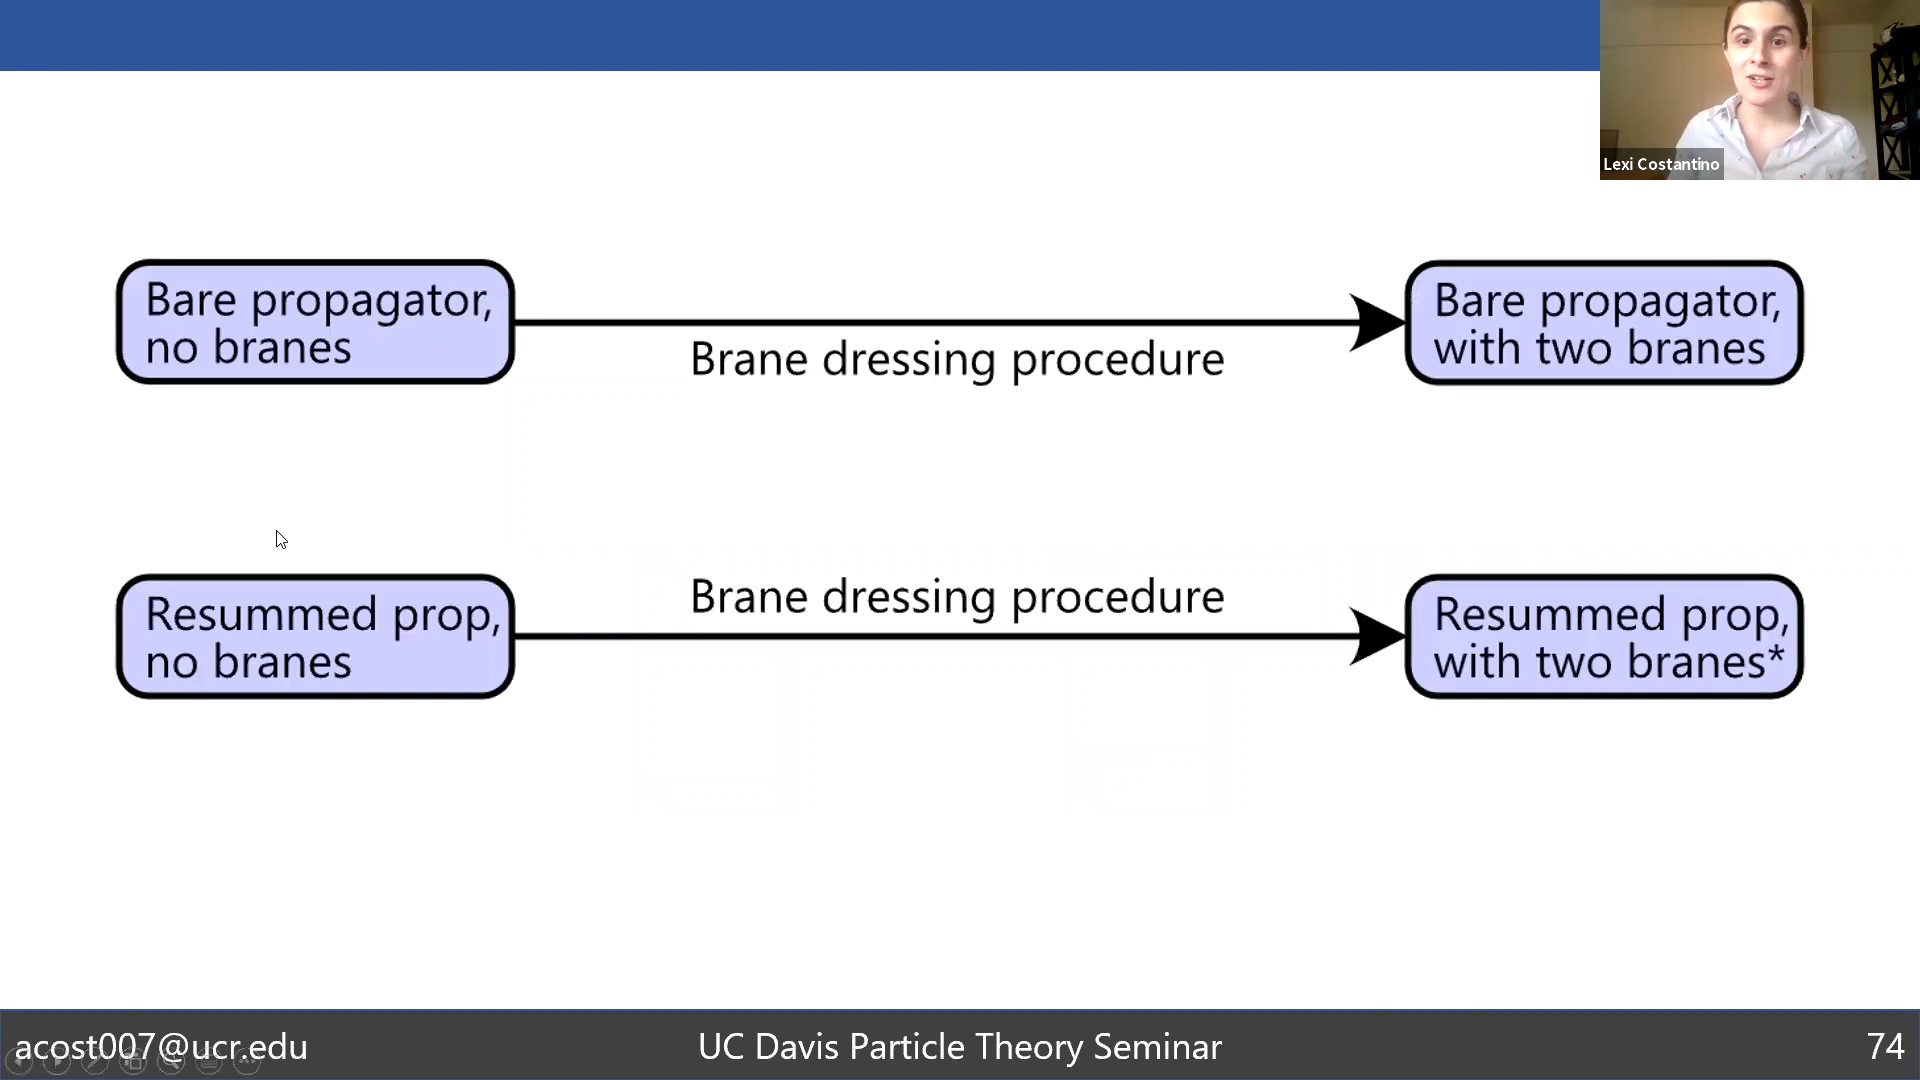 Lexi Costantino
Bare propagator,
no branes
Brane dressing procedure
Bare propagator,
with two branes
Resummed prop,
no branes
Brane dressing procedure
Resummed prop,
with two branes*
acost007@ucr.edu
UC Davis Particle Theory Seminar
74